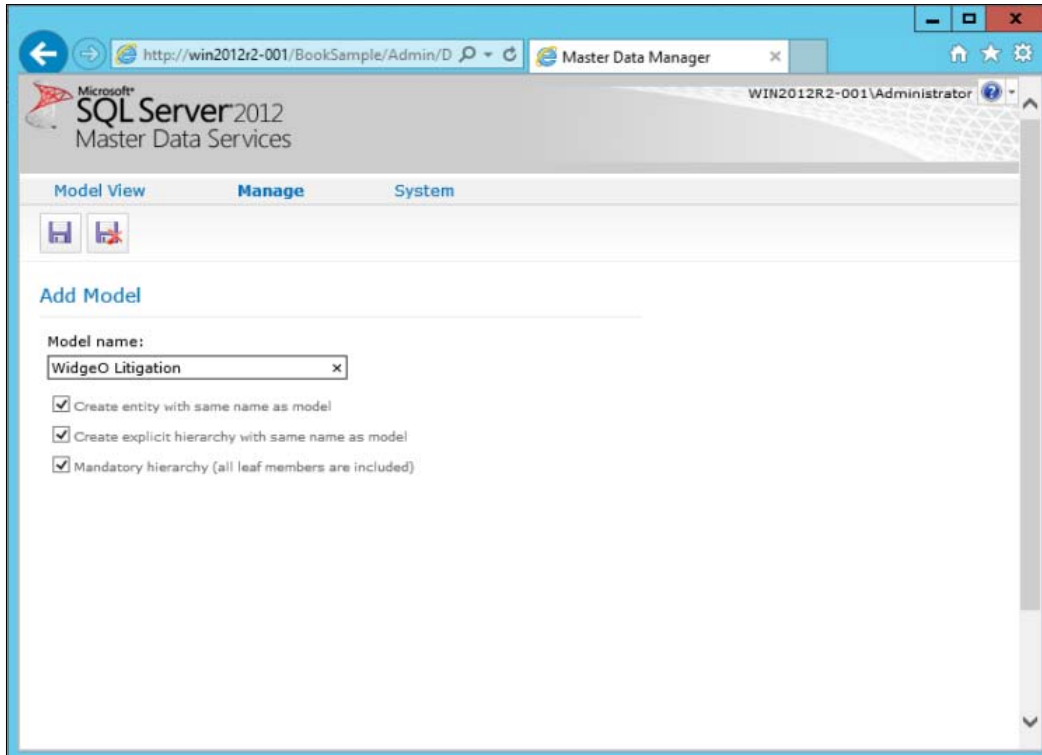 http://win2012r2-001/BookSample/Admin/D
Master Data Manager
Microsoft®
SQL Server®2012
Master Data Services
WIN2012R2-001\Administrator
Model View Manage System
Add Model
Model name:
WidgeO Litigation
Create entity with same name as model
Create explicit hierarchy with same name as model
Mandatory hierarchy (all leaf members are included)